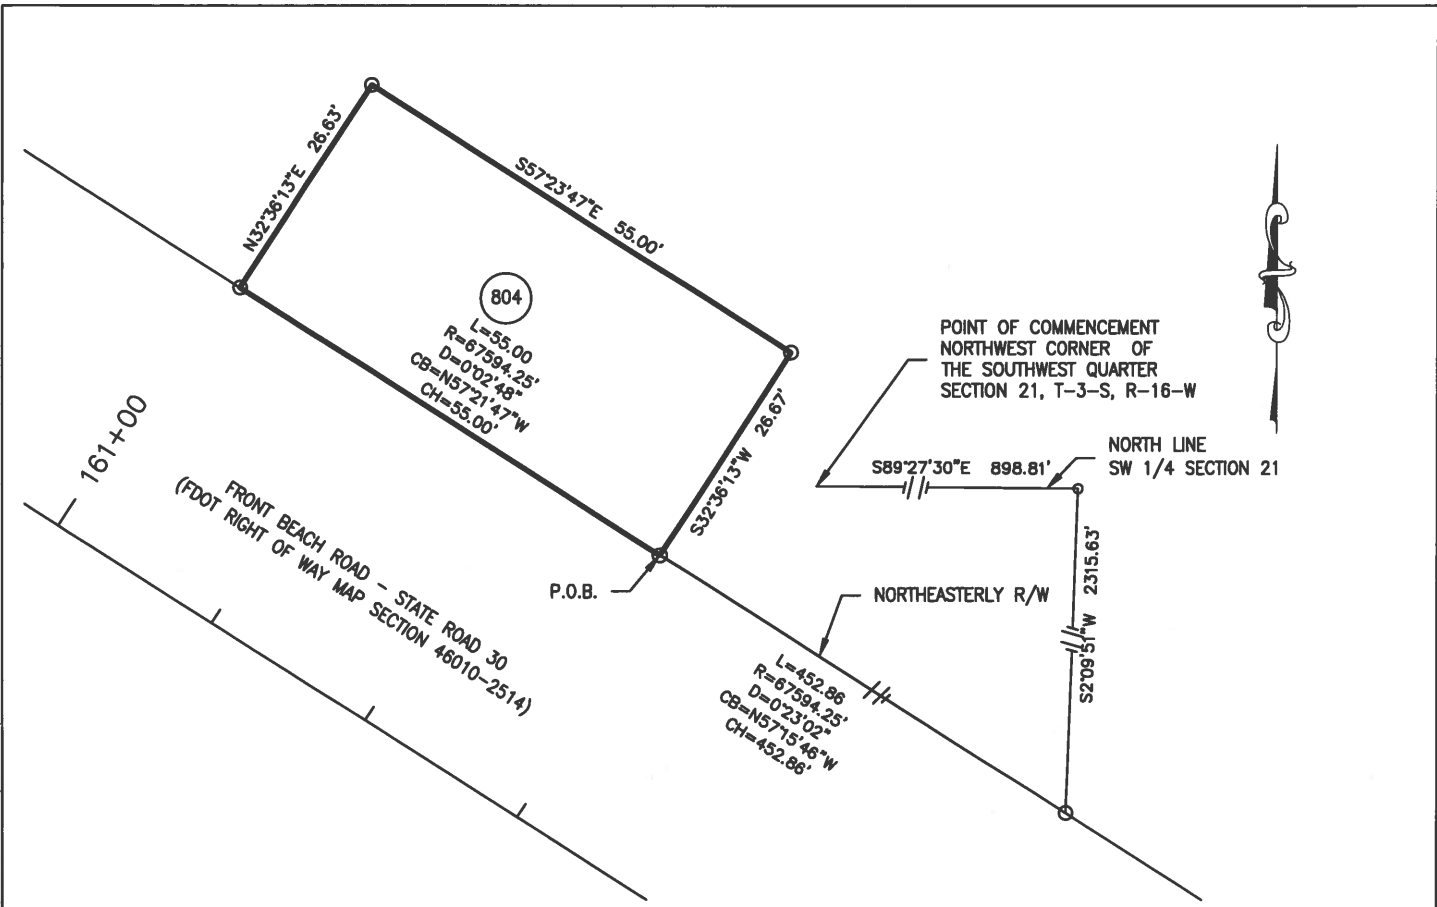 N32°36'13"E 26.63'
S57°23'47"E 55.00'
804
L=55.00
R=67594.25'
D=0°02'48"
CB=N57°21'47"W
CH=55.00'
S32°36'13"W 26.67'
161+00
FRONT BEACH ROAD - STATE ROAD 30
(FDOT RIGHT OF WAY MAP SECTION 46010-2514)
P.O.B.
POINT OF COMMENCEMENT
NORTHWEST CORNER OF
THE SOUTHWEST QUARTER
SECTION 21, T-3-S, R-16-W
S89°27'30"E 898.81'
NORTH LINE
SW 1/4 SECTION 21
S2°09'51"W 2315.63'
NORTHEASTERLY R/W
L=452.86
R=67594.25'
D=0°23'02"
CB=N57°15'46"W
CH=452.86'